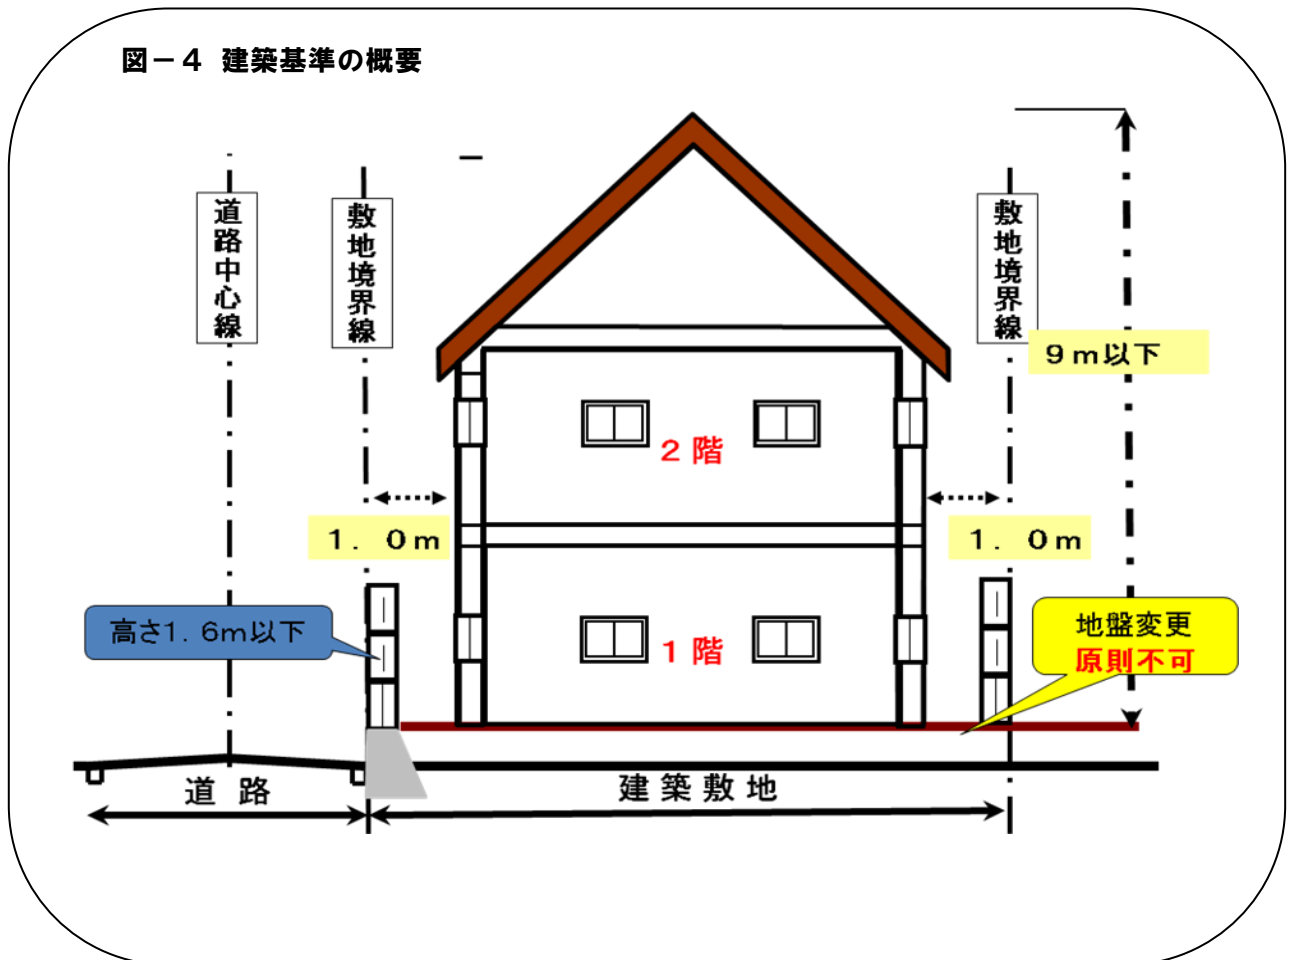 図－４ 建築基準の概要
道路中心線
敷地境界線
敷地境界線
９ｍ以下
２階
１．０ｍ
１．０ｍ
高さ１．６ｍ以下
１階
地盤変更
原則不可
道路
建築敷地